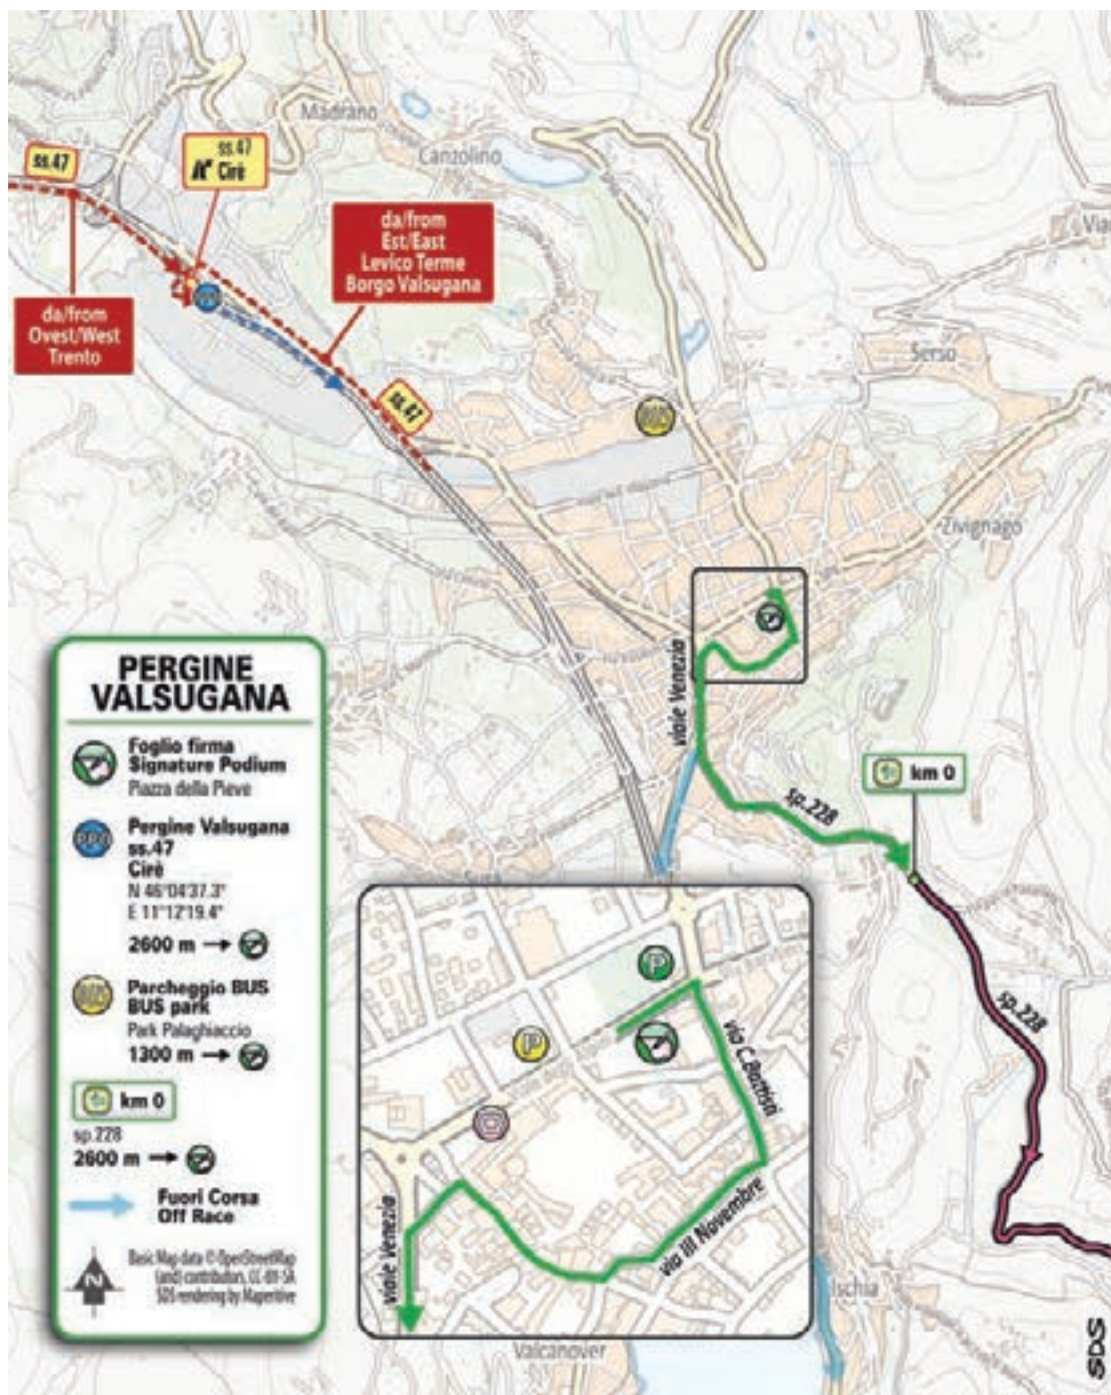 Madrano
ss.47
ss.47
Cirè
Canzolino
da/from
Est/East
Levico Terme
Borgo Valsugana
PPO
da/from
Ovest/West
Trento
Serso
ss.47
BUS
Zivignago
viale Venezia
km 0
sp.228
sp.228
PERGINE
VALSUGANA
Foglio firma
Signature Podium
Piazza della Pieve
PPO
Pergine Valsugana
ss.47
Cirè
N 46°04'37.3"
E 11°12'19.4"
2600 m
BUS
Parcheggio BUS
BUS park
Park Palaghiaccio
1300 m
km 0
sp.228
2600 m
Fuori Corsa
Off Race
N
Basic Map data © OpenStreetMap
(and) contributors, CC-BY-SA
SDS rendering by Maperitive
P
P
via C.Battisti
via III Novembre
viale Venezia
Valcanover
Ischia
SDS